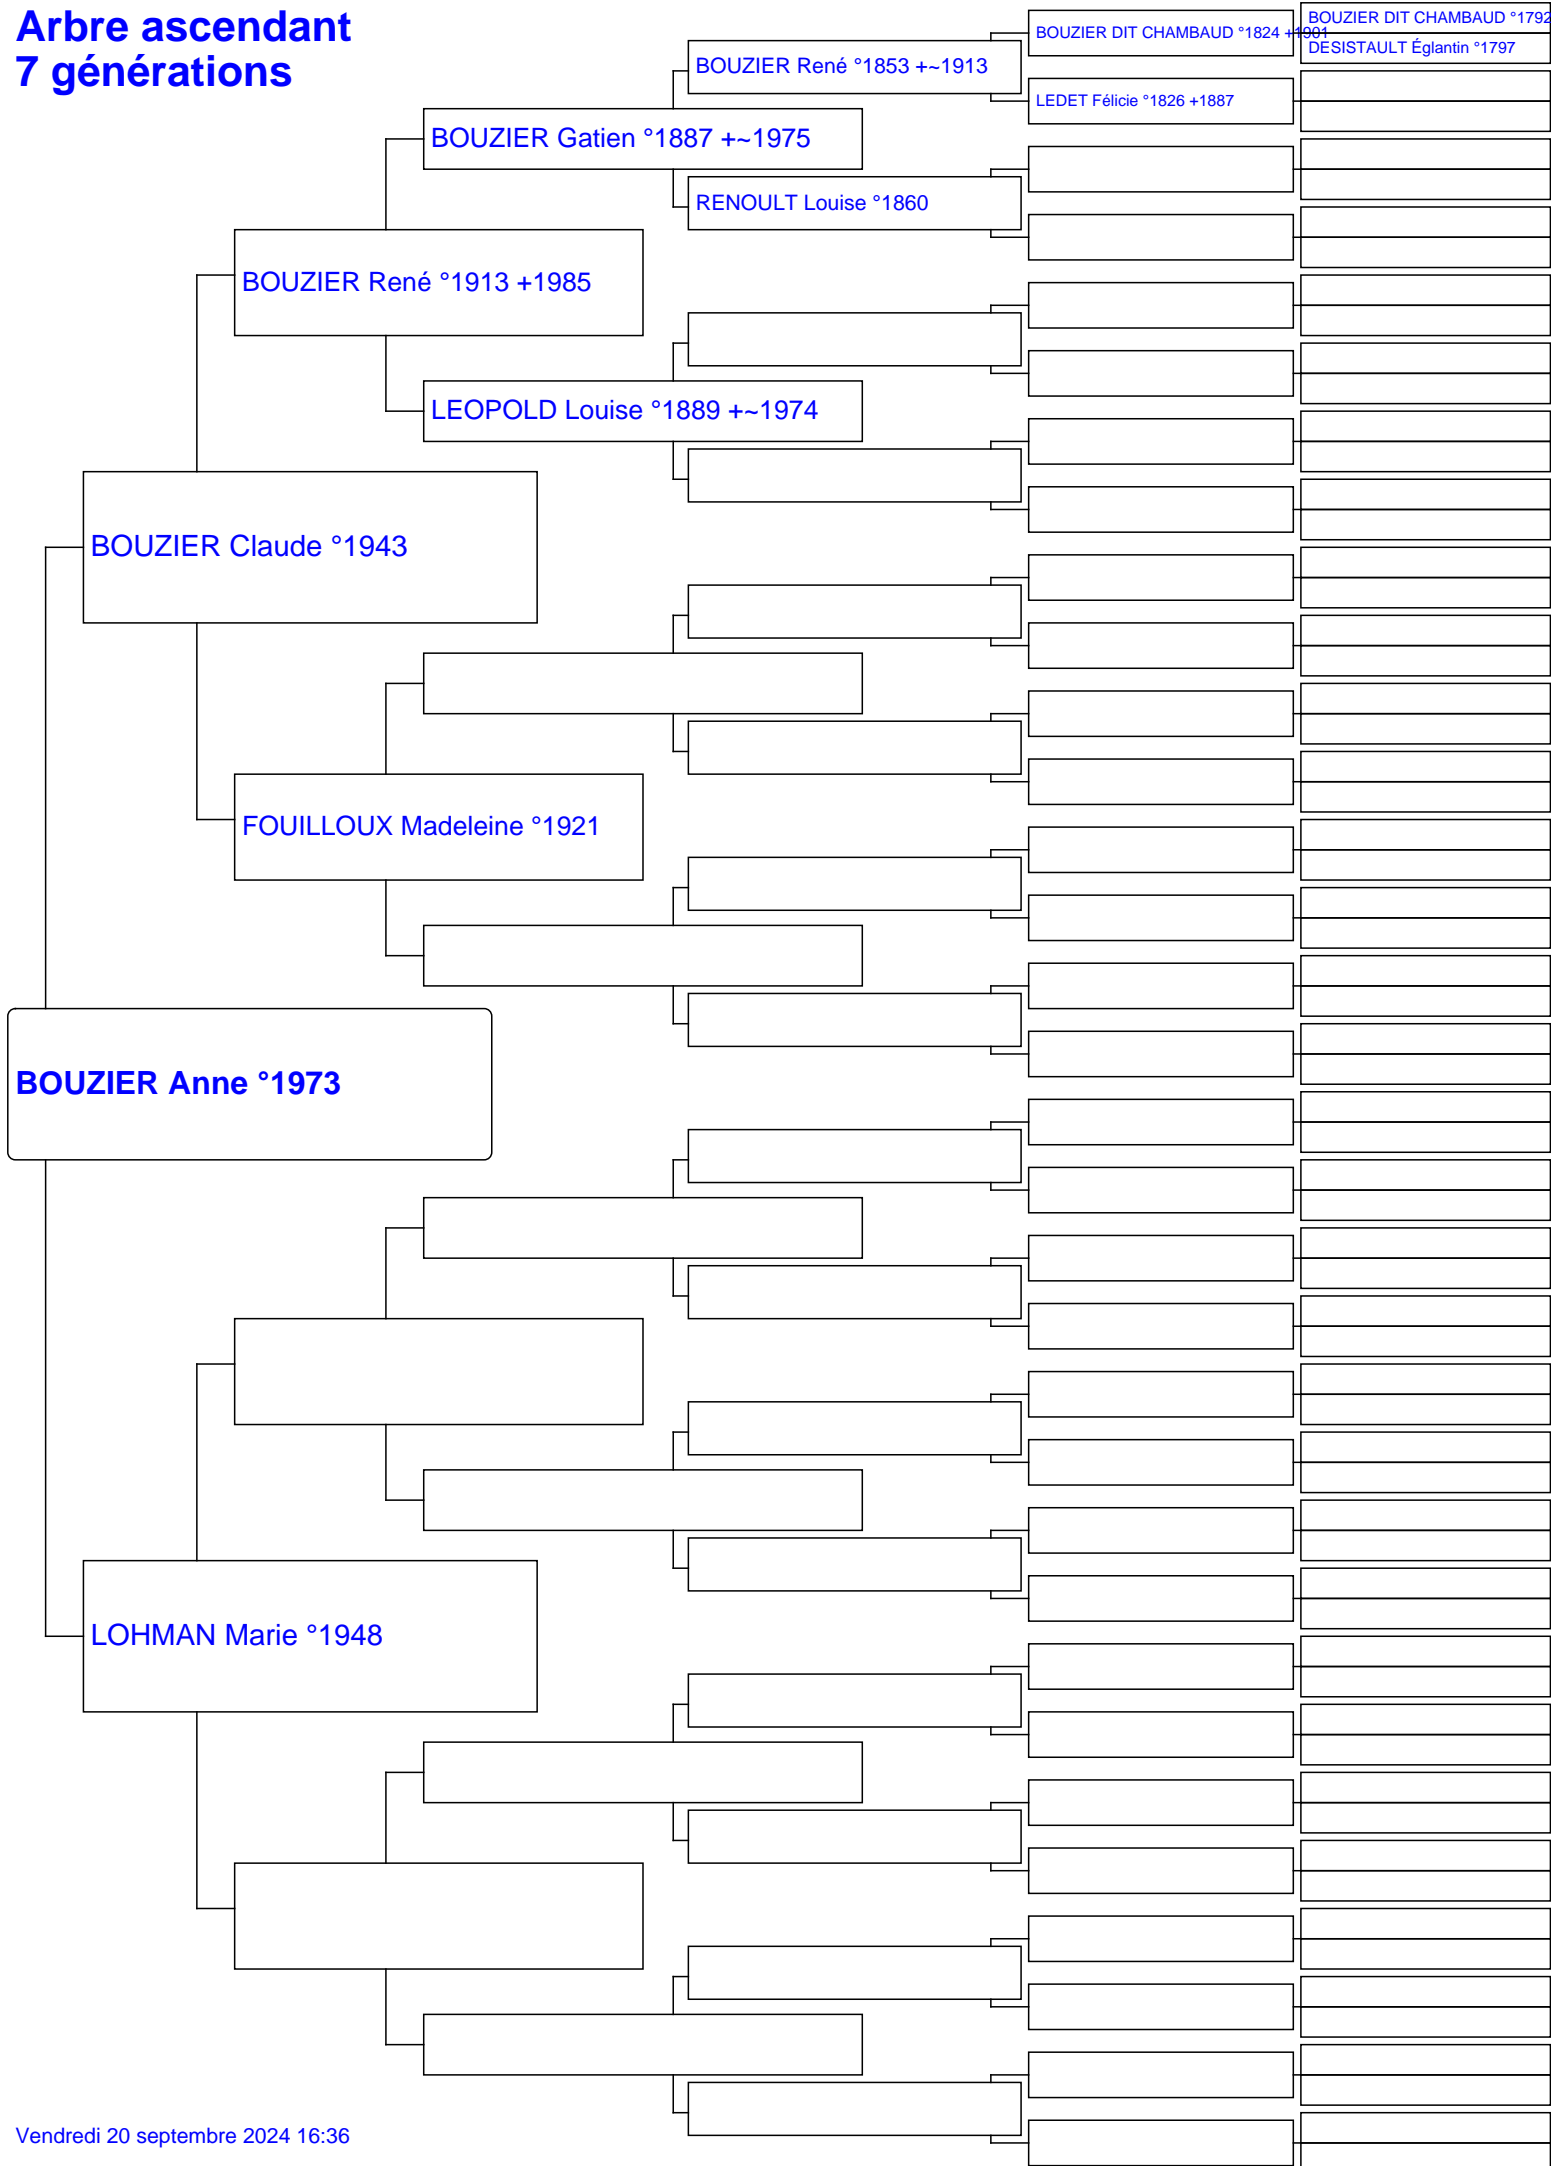 Arbre ascendant
7 générations
BOUZIER DIT CHAMBAUD °1792
DESISTAULT Églantin °1797
BOUZIER DIT CHAMBAUD °1824 +1901
LEDET Félicie °1826 +1887
BOUZIER René °1853 +~1913
RENOULT Louise °1860
BOUZIER Gatien °1887 +~1975
LEOPOLD Louise °1889 +~1974
BOUZIER René °1913 +1985
FOUILLOUX Madeleine °1921
BOUZIER Claude °1943
LOHMAN Marie °1948
BOUZIER Anne °1973
Vendredi 20 septembre 2024 16:36